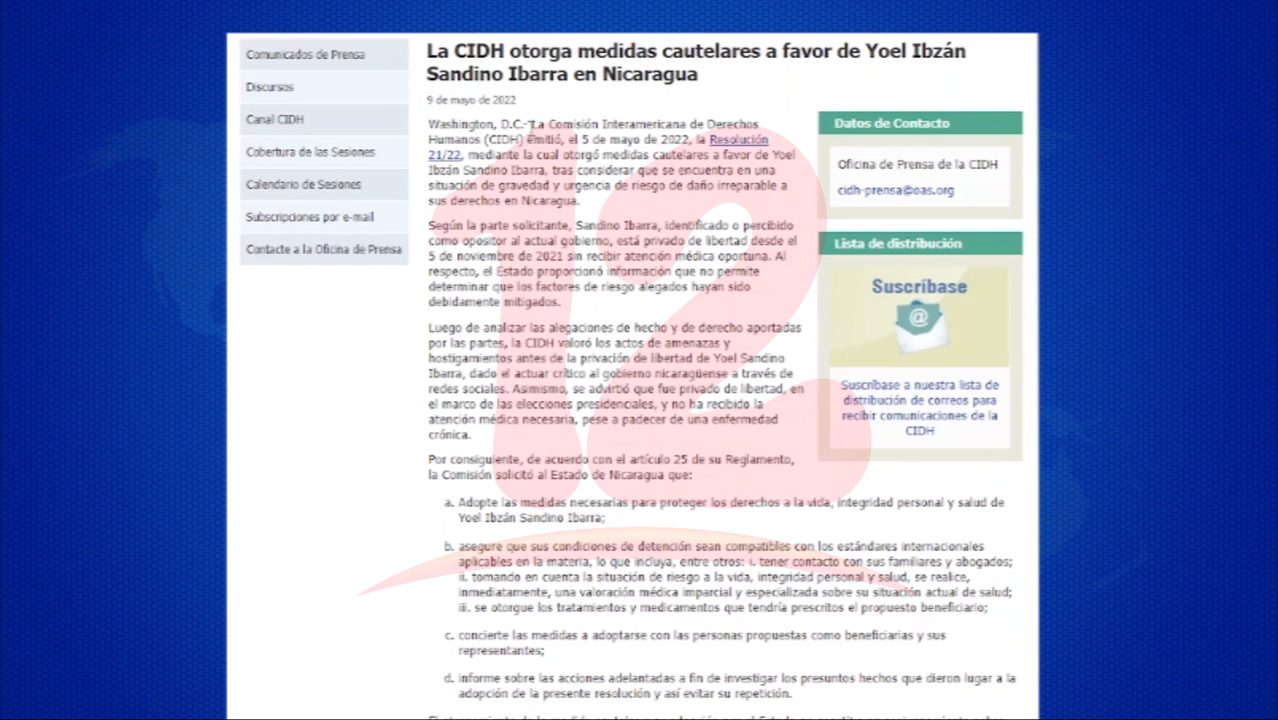 Comunicados de Prensa
Discursos
Canal CIDH
Cobertura de las Sesiones
Calendario de Sesiones
Subscripciones por e-mail
Contacte a la Oficina de Prensa
La CIDH otorga medidas cautelares a favor de Yoel Ibzán
Sandino Ibarra en Nicaragua
9 de mayo de 2022
Washington, D.C.- La Comisión Interamericana de Derechos
Humanos (CIDH) emitió, el 5 de mayo de 2022, la Resolución
21/22, mediante la cual otorgó medidas cautelares a favor de Yoel
Ibzán Sandino Ibarra, tras considerar que se encuentra en una
situación de gravedad y urgencia de riesgo de daño irreparable a
sus derechos en Nicaragua.
Según la parte solicitante, Sandino Ibarra, identificado o percibido
como opositor al actual gobierno, está privado de libertad desde el
5 de noviembre de 2021 sin recibir atención médica oportuna. Al
respecto, el Estado proporcionó información que no permite
determinar que los factores de riesgo alegados hayan sido
debidamente mitigados.
Luego de analizar las alegaciones de hecho y de derecho aportadas
por las partes, la CIDH valoró los actos de amenazas y
hostigamientos antes de la privación de libertad de Yoel Sandino
Ibarra, dado el actuar crítico al gobierno nicaragüense a través de
redes sociales. Asimismo, se advirtió que fue privado de libertad, en
el marco de las elecciones presidenciales, y no ha recibido la
atención médica necesaria, pese a padecer de una enfermedad
crónica.
Por consiguiente, de acuerdo con el artículo 25 de su Reglamento,
la Comisión solicitó al Estado de Nicaragua que:
a. Adopte las medidas necesarias para proteger los derechos a la vida, integridad personal y salud de
Yoel Ibzán Sandino Ibarra;
b. asegure que sus condiciones de detención sean compatibles con los estándares internacionales
aplicables en la materia, lo que incluya, entre otros: i. tener contacto con sus familiares y abogados;
ii. tomando en cuenta la situación de riesgo a la vida, integridad personal y salud, se realice,
inmediatamente, una valoración médica imparcial y especializada sobre su situación actual de salud;
iii. se otorgue los tratamientos y medicamentos que tendría prescritos el propuesto beneficiario;
c. concierte las medidas a adoptarse con las personas propuestas como beneficiarias y sus
representantes;
d. informe sobre las acciones adelantadas a fin de investigar los presuntos hechos que dieron lugar a la
adopción de la presente resolución y así evitar su repetición.
Datos de Contacto
Oficina de Prensa de la CIDH
cidh-prensa@oas.org
Lista de distribución
Suscríbase
@
Suscríbase a nuestra lista de
distribución de correos para
recibir comunicaciones de la
CIDH
12